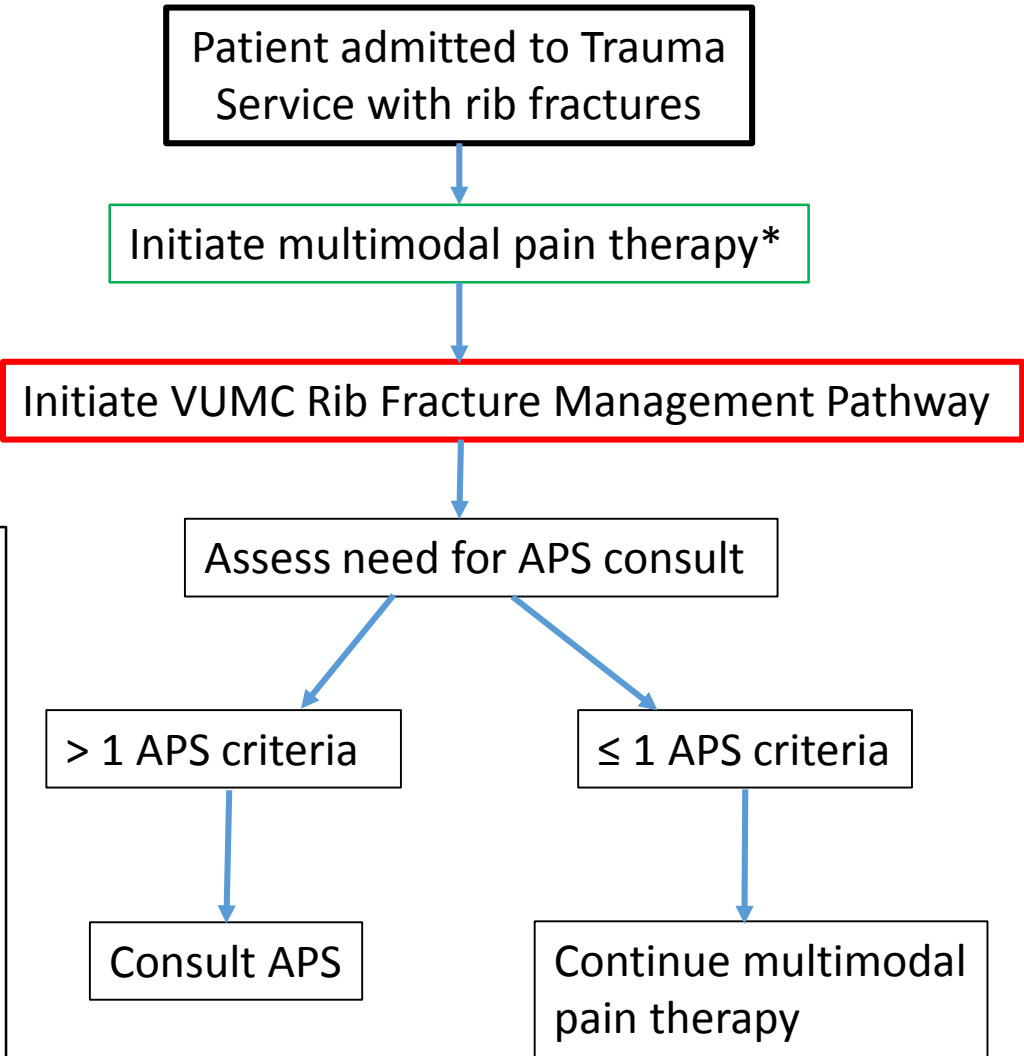 Patient admitted to Trauma
Service with rib fractures
Initiate multimodal pain therapy*
Initiate VUMC Rib Fracture Management Pathway
Assess need for APS consult
> 1 APS criteria
≤ 1 APS criteria
Consult APS
Continue multimodal
pain therapy